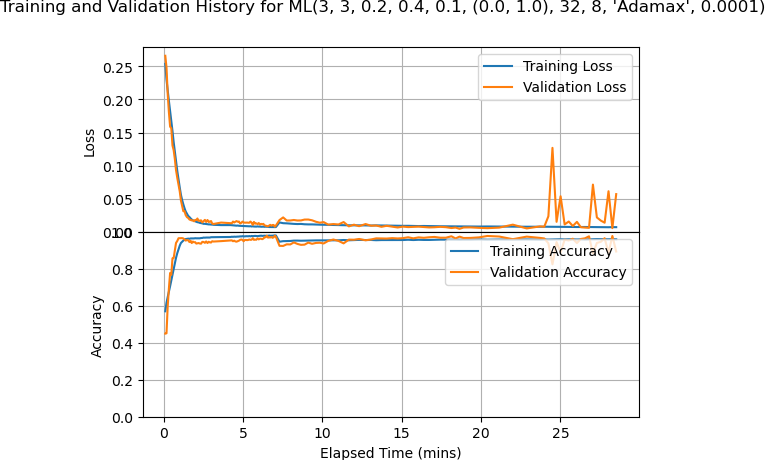 Training and Validation History for ML(3, 3, 0.2, 0.4, 0.1, (0.0, 1.0), 32, 8, 'Adamax', 0.0001)
0.25
0.20
0.15
0.10
0.05
0.00
Loss
Training Loss
Validation Loss
1.0
0.8
0.6
0.4
0.2
0.0
Accuracy
Training Accuracy
Validation Accuracy
0 5 10 15 20 25
Elapsed Time (mins)